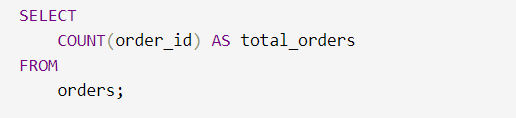 SELECT
    COUNT(order_id) AS total_orders
FROM
    orders;